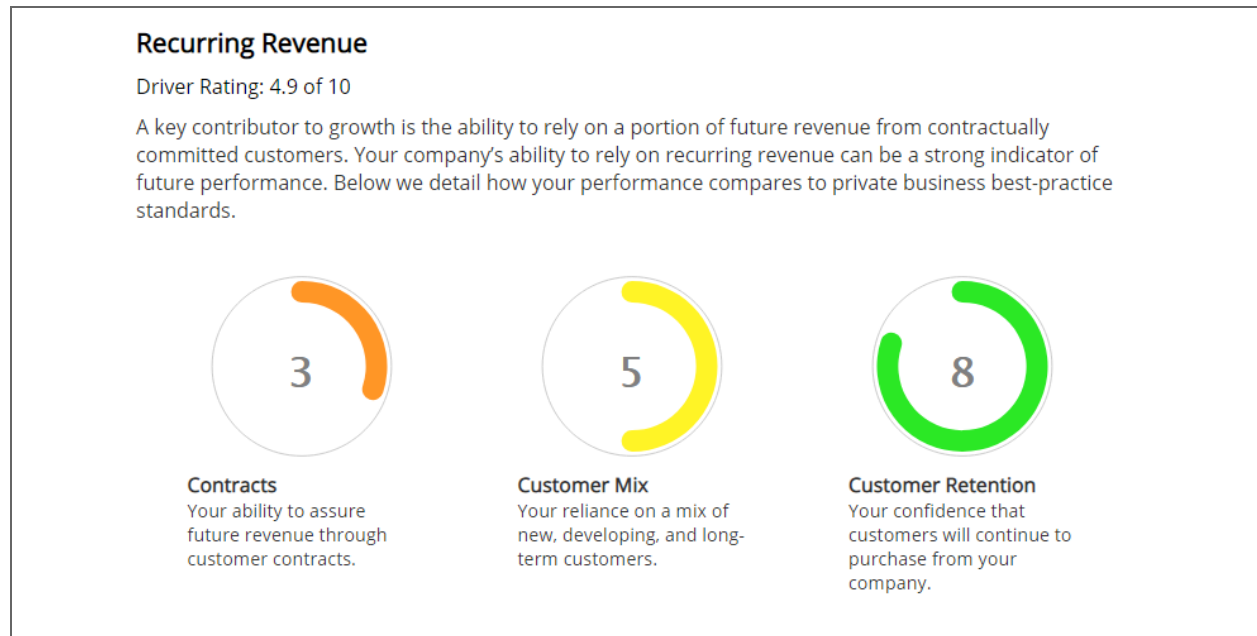 Recurring Revenue
Driver Rating: 4.9 of 10
A key contributor to growth is the ability to rely on a portion of future revenue from contractually
committed customers. Your company’s ability to rely on recurring revenue can be a strong indicator of
future performance. Below we detail how your performance compares to private business best-practice
standards.
3
5
8
Contracts
Your ability to assure
future revenue through
customer contracts.
Customer Mix
Your reliance on a mix of
new, developing, and long-
term customers.
Customer Retention
Your confidence that
customers will continue to
purchase from your
company.